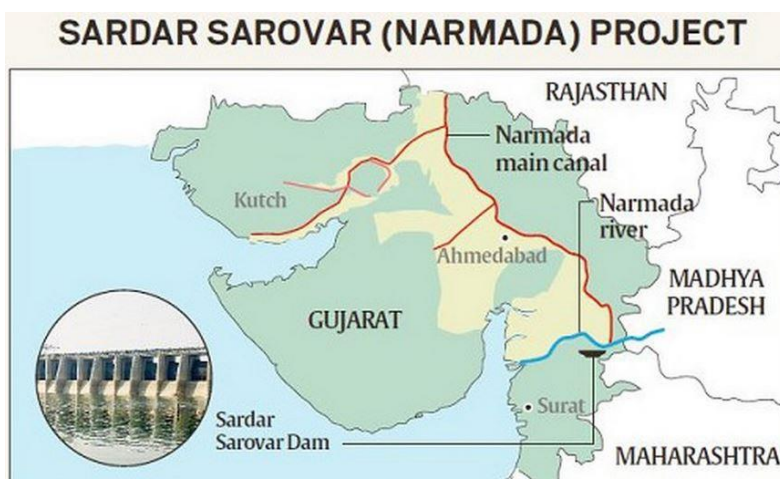 SARDAR SAROVAR (NARMADA) PROJECT
RAJASTHAN
Narmada
main canal
Kutch
Narmada
river
Ahmedabad
MADHYA
PRADESH
GUJARAT
Surat
Sardar
Sarovar Dam
MAHARASHTRA